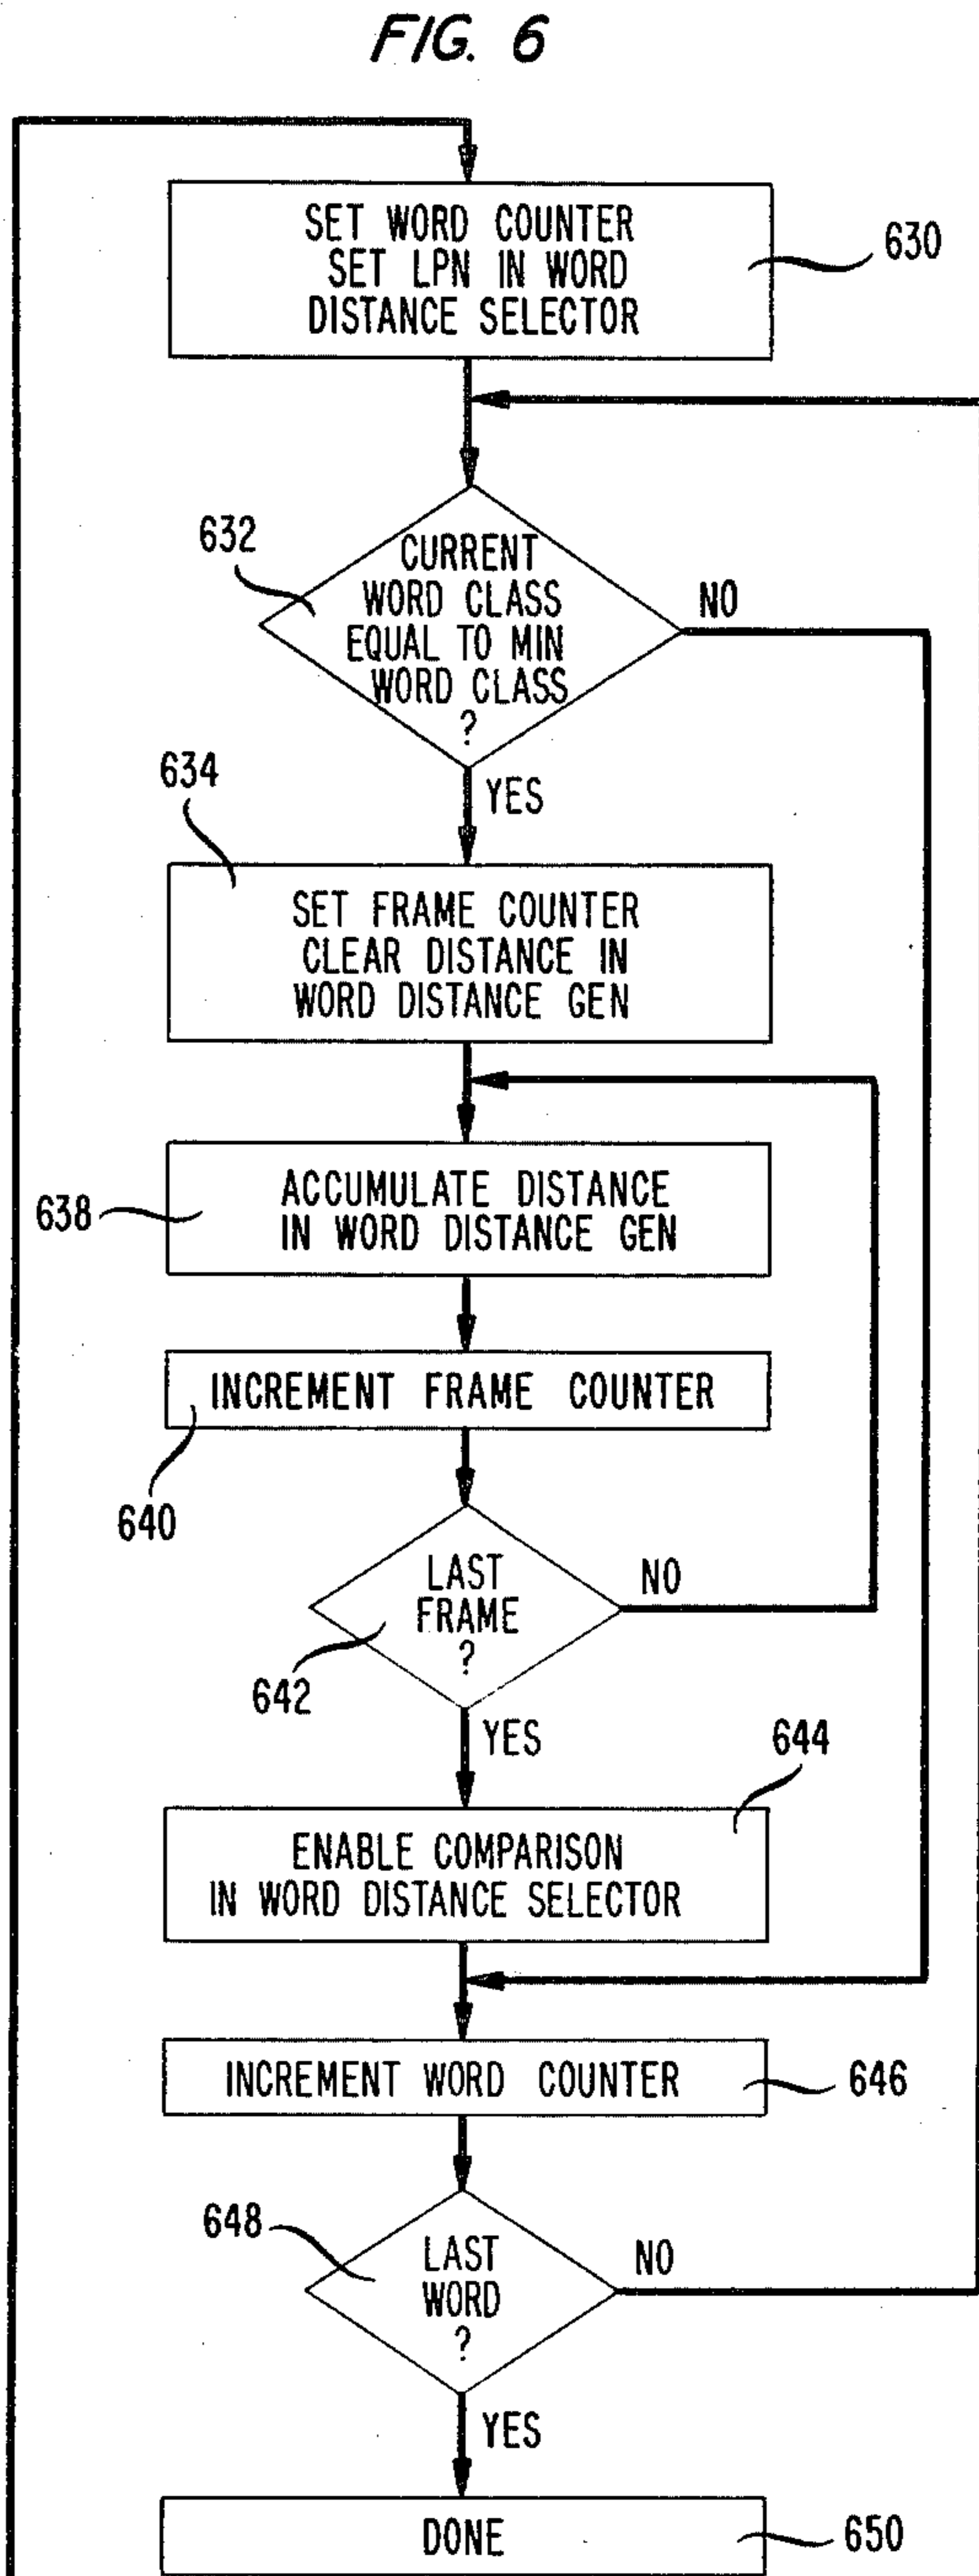 FIG. 6
SET WORD COUNTER
SET LPN IN WORD
DISTANCE SELECTOR
630
632
CURRENT
WORD CLASS
EQUAL TO MIN
WORD CLASS
?
NO
YES
634
SET FRAME COUNTER
CLEAR DISTANCE IN
WORD DISTANCE GEN
638
ACCUMULATE DISTANCE
IN WORD DISTANCE GEN
INCREMENT FRAME COUNTER
640
LAST
FRAME
?
NO
642
YES
644
ENABLE COMPARISON
IN WORD DISTANCE SELECTOR
INCREMENT WORD COUNTER
646
648
LAST
WORD
?
NO
YES
DONE
650